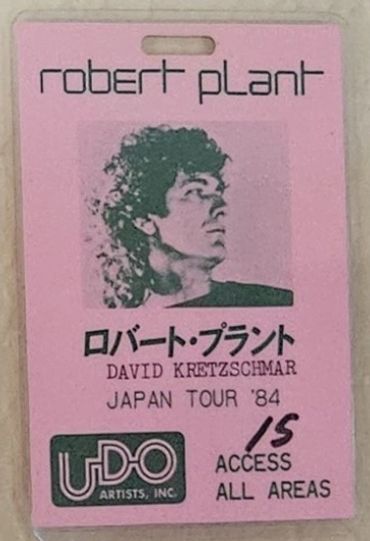 robert plant
ロバート・プラント
DAVID KRETZSCHMAR
JAPAN TOUR '84
15
ACCESS
ALL AREAS
UDO
ARTISTS, INC.